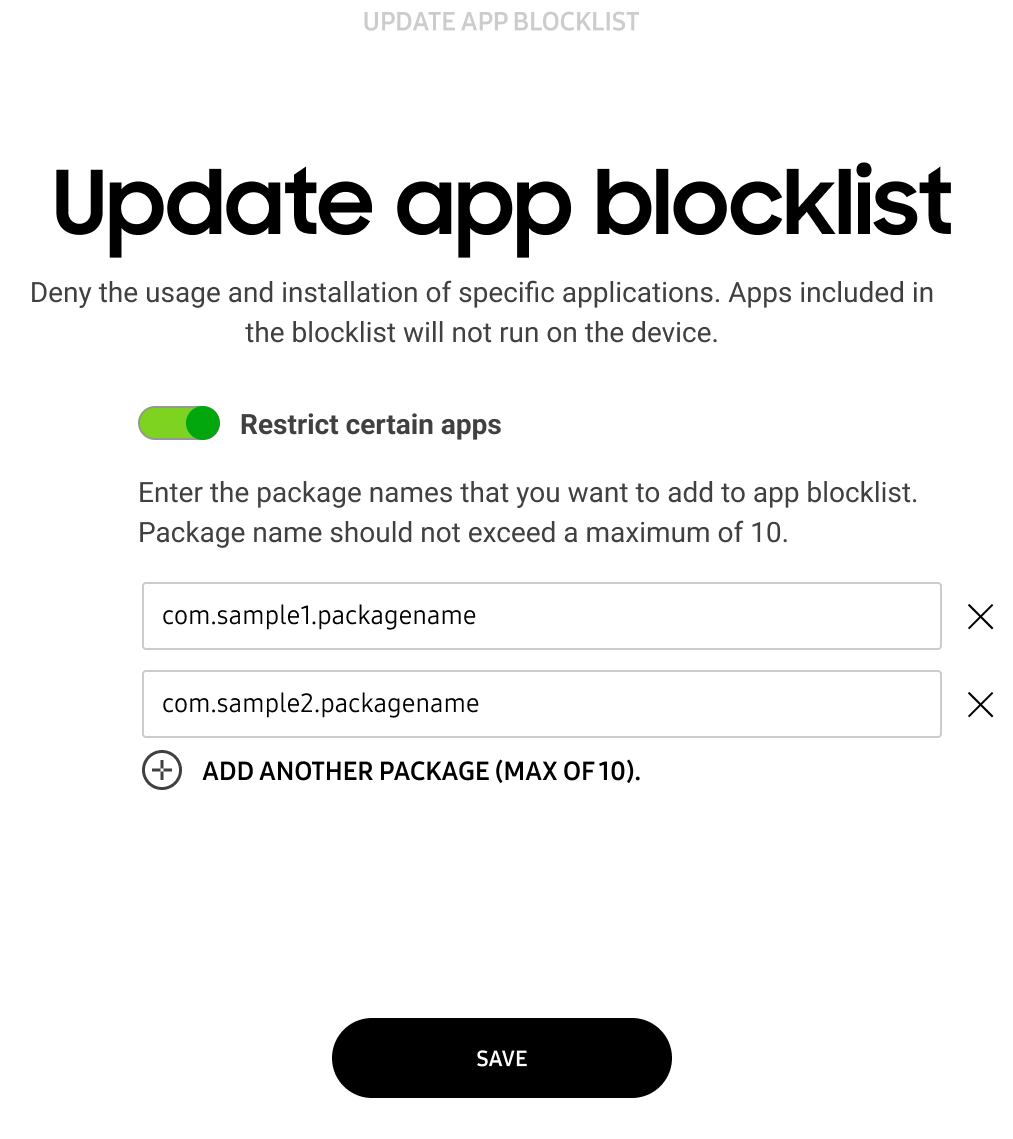 UPDATE APP BLOCKLIST
Update app blocklist
Deny the usage and installation of specific applications. Apps included in
the blocklist will not run on the device.
Restrict certain apps
Enter the package names that you want to add to app blocklist.
Package name should not exceed a maximum of 10.
com.sample1.packagename
com.sample2.packagename
ADD ANOTHER PACKAGE (MAX OF 10).
SAVE